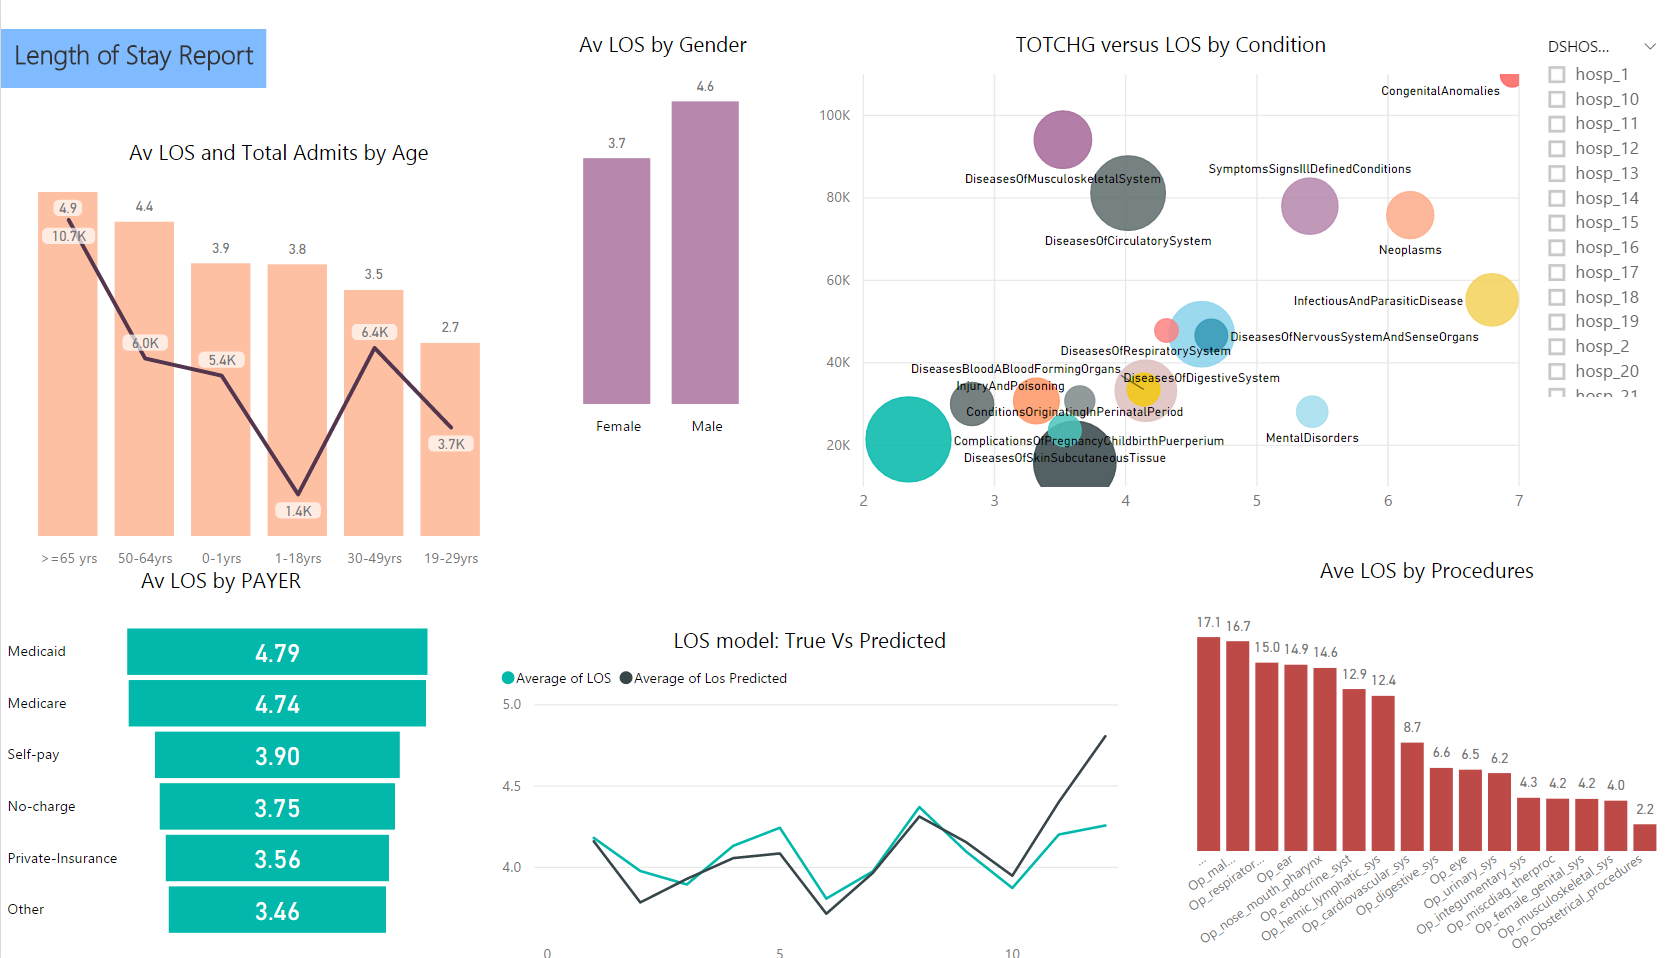 Length of Stay Report
Av LOS and Total Admits by Age
4.9
10.7K
4.4
6.0K
3.9
5.4K
3.8
1.4K
3.5
6.4K
2.7
3.7K
>=65 yrs
50-64yrs
0-1yrs
1-18yrs
30-49yrs
19-29yrs
Av LOS by Gender
3.7
4.6
Female
Male
TOTCHG versus LOS by Condition
100K
80K
60K
40K
20K
CongenitalAnomalies
DiseasesOfMusculoskeletalSystem
SymptomsSignsIllDefinedConditions
DiseasesOfCirculatorySystem
Neoplasms
InfectiousAndParasiticDisease
DiseasesOfNervousSystemAndSenseOrgans
DiseasesOfRespiratorySystem
DiseasesBloodABloodFormingOrgans
DiseasesOfDigestiveSystem
InjuryAndPoisoning
ConditionsOriginatingInPerinatalPeriod
MentalDisorders
ComplicationsOfPregnancyChildbirthPuerperium
DiseasesOfSkinSubcutaneousTissue
2
3
4
5
6
7
DSHOS...
hosp_1
hosp_10
hosp_11
hosp_12
hosp_13
hosp_14
hosp_15
hosp_16
hosp_17
hosp_18
hosp_19
hosp_2
hosp_20
hosp_21
Av LOS by PAYER
Medicaid
4.79
Medicare
4.74
Self-pay
3.90
No-charge
3.75
Private-Insurance
3.56
Other
3.46
LOS model: True Vs Predicted
Average of LOS
Average of Los Predicted
5.0
4.5
4.0
0
5
10
Ave LOS by Procedures
17.1
16.7
15.0
14.9
14.6
12.9
12.4
8.7
6.6
6.5
6.2
4.3
4.2
4.2
4.0
2.2
...
Op_mal...
Op_respirator...
Op_ear
Op_nose_mouth_pharynx
Op_endocrine_syst
Op_hemic_lymphatic_sys
Op_cardiovascular_sys
Op_digestive_sys
Op_eye
Op_urinary_sys
Op_integumentary_sys
Op_miscdiag_therproc
Op_female_genital_sys
Op_musculoskeletal_sys
Op_Obstetrical_procedures